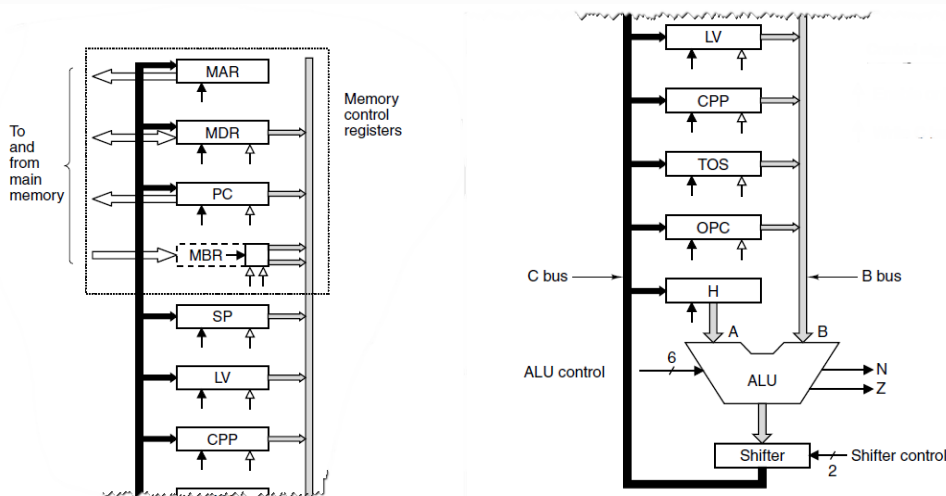 MAR
To
and
from
main
memory
MDR
PC
MBR
Memory
control
registers
SP
LV
CPP
LV
CPP
TOS
OPC
C bus
B bus
H
A
B
ALU control
6
ALU
N
Z
Shifter
Shifter control
2